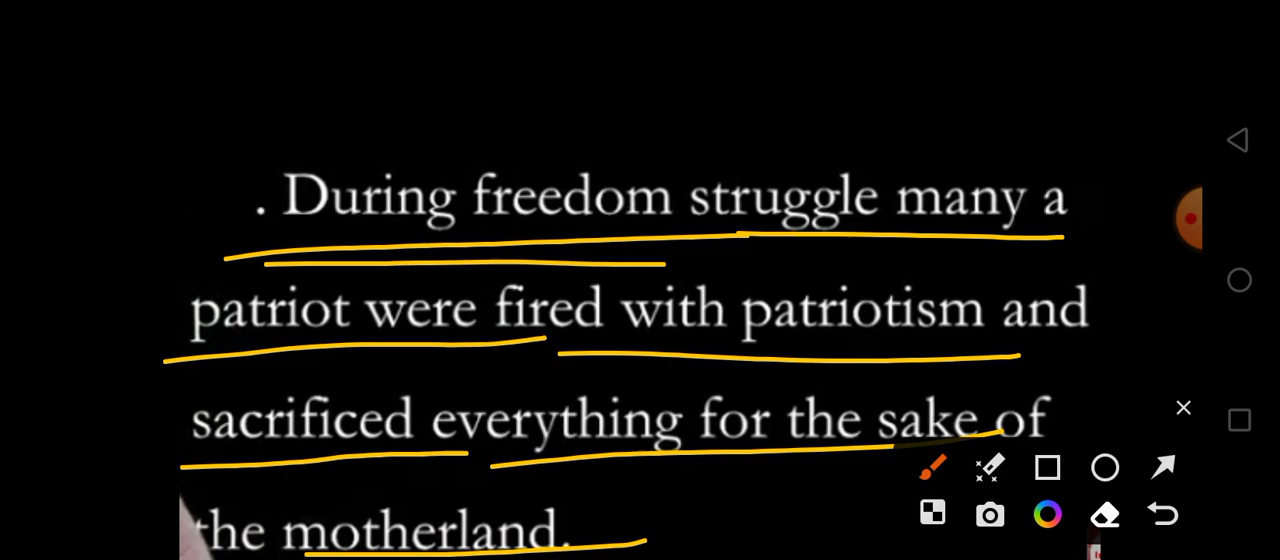 . During freedom struggle many a
patriot were fired with patriotism and
sacrificed everything for the sake of
the motherland.